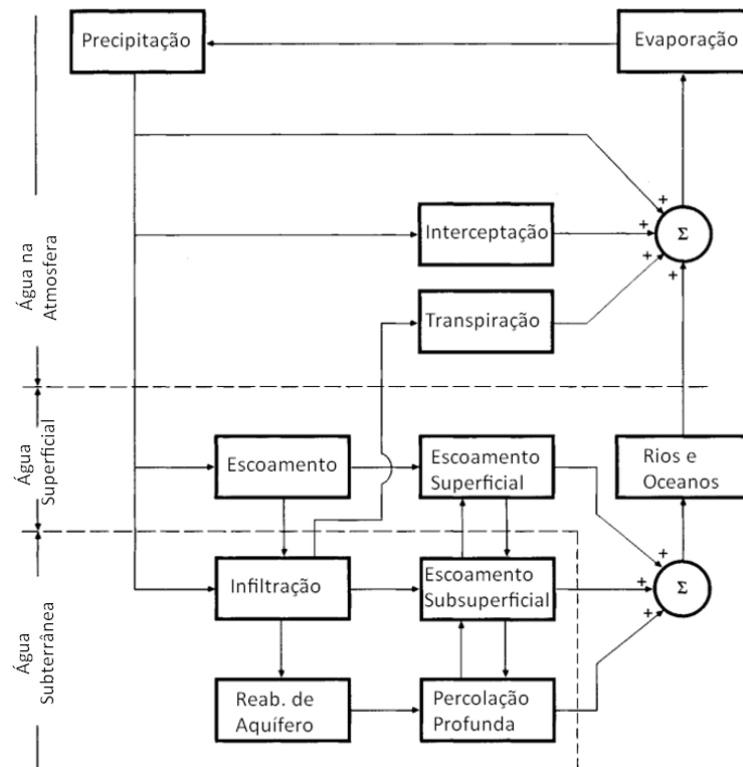 Precipitação
Evaporação
+
Interceptação
+
Σ
+
+
Transpiração
Água na
Atmosfera
Água
Superficial
Escoamento
Escoamento
Superficial
Rios e
Oceanos
Infiltração
Escoamento
Subsuperficial
+
+
Σ
+
Água
Subterrânea
Reab. de
Aquífero
Percolação
Profunda